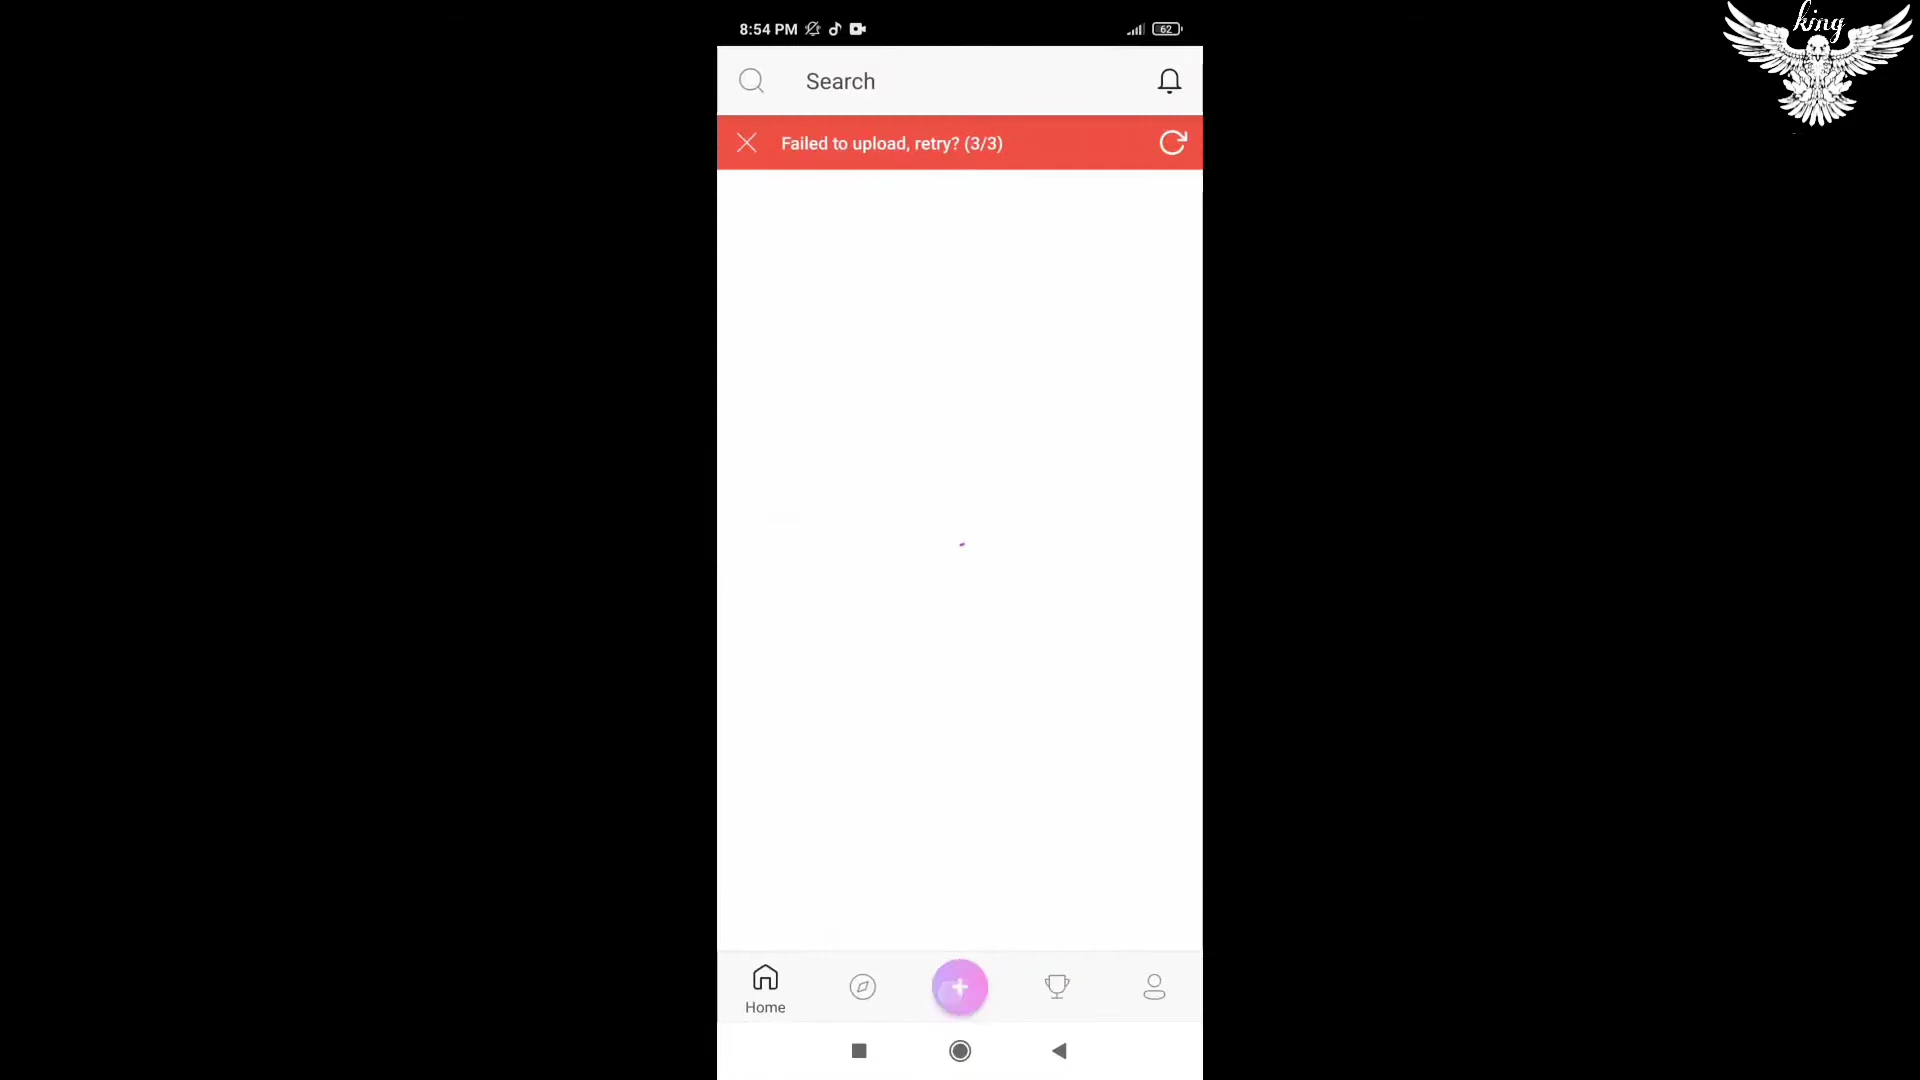 king
8:54 PM
62
Search
Failed to upload, retry? (3/3)
Home